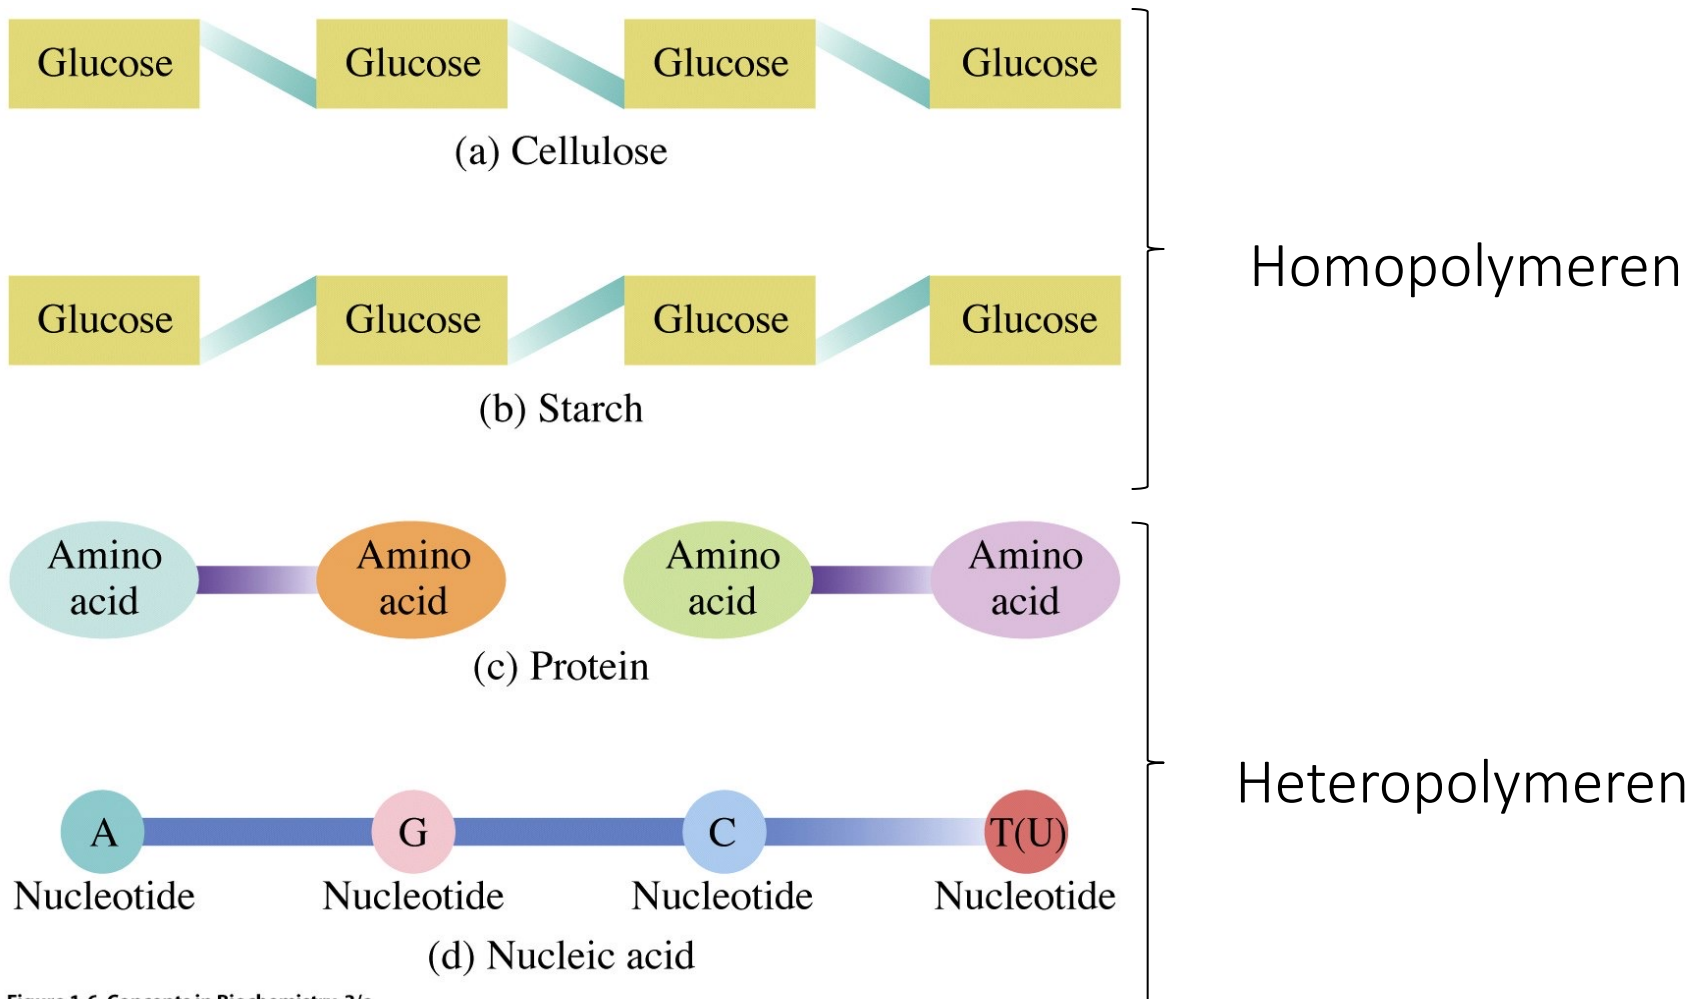 Glucose Glucose Glucose Glucose
(a) Cellulose
Homopolymeren
Glucose Glucose Glucose Glucose
(b) Starch
Amino acid Amino acid Amino acid Amino acid
(c) Protein
Heteropolymeren
A G C T(U)
Nucleotide Nucleotide Nucleotide Nucleotide
(d) Nucleic acid